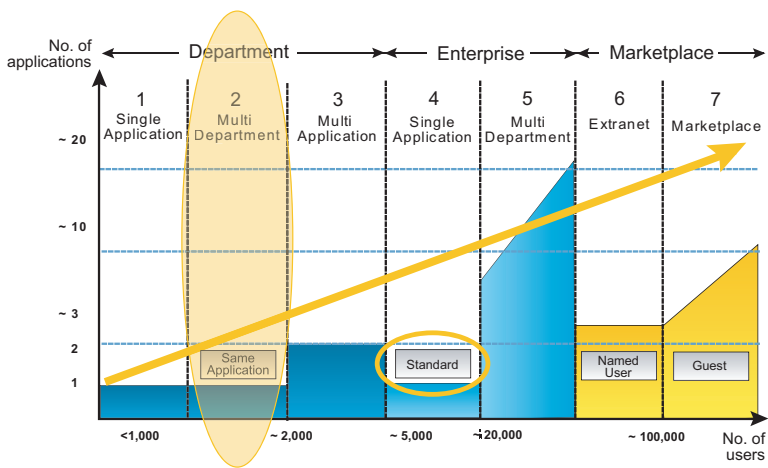 No. of
applications
Department
Enterprise
Marketplace
1
Single
Application
2
Multi
Department
3
Multi
Application
4
Single
Application
5
Multi
Department
6
Extranet
7
Marketplace
~ 20
~ 10
~ 3
2
1
Same
Application
Standard
Named
User
Guest
<1,000
~ 2,000
~ 5,000
~20,000
~ 100,000
No. of
users